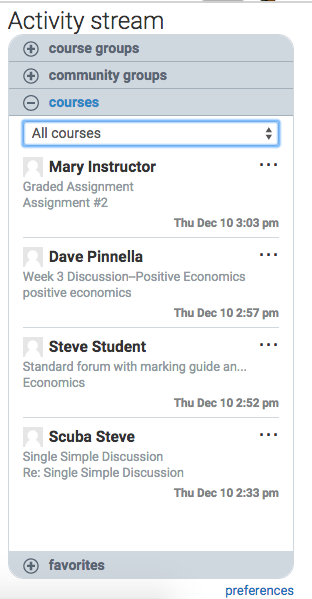 Activity stream
course groups
community groups
courses
All courses
Mary Instructor
Graded Assignment
Assignment #2
Thu Dec 10 3:03 pm
Dave Pinnella
Week 3 Discussion--Positive Economics
positive economics
Thu Dec 10 2:57 pm
Steve Student
Standard forum with marking guide an...
Economics
Thu Dec 10 2:52 pm
Scuba Steve
Single Simple Discussion
Re: Single Simple Discussion
Thu Dec 10 2:33 pm
favorites
preferences